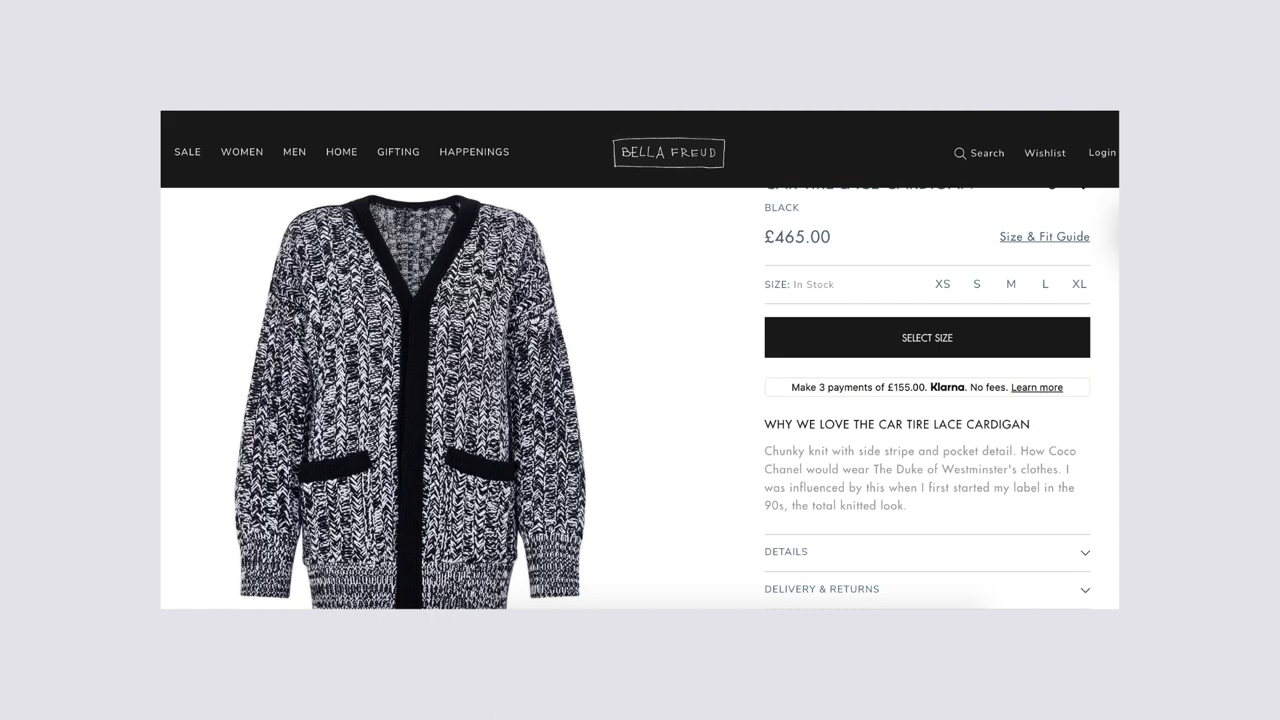 SALE WOMEN MEN HOME GIFTING HAPPENINGS
BELLA FREUD
Search Wishlist Login
BLACK
£465.00 Size & Fit Guide
SIZE: In Stock XS S M L XL
SELECT SIZE
Make 3 payments of £155.00. Klarna. No fees. Learn more
WHY WE LOVE THE CAR TIRE LACE CARDIGAN
Chunky knit with side stripe and pocket detail. How Coco
Chanel would wear The Duke of Westminster's clothes. I
was influenced by this when I first started my label in the
90s, the total knitted look.
DETAILS
DELIVERY & RETURNS